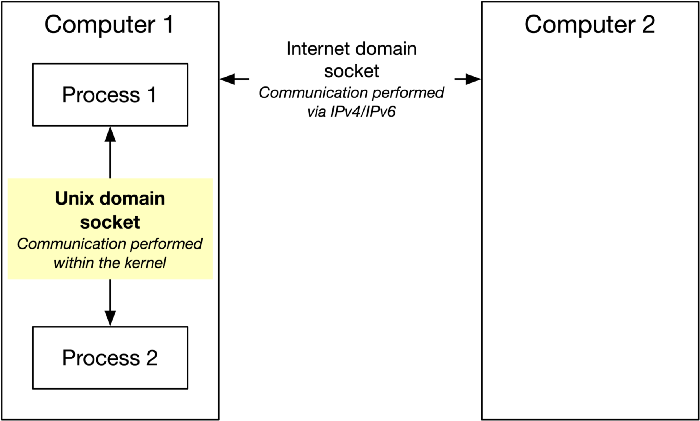 Computer 1
Process 1
Unix domain
socket
Communication performed
within the kernel
Process 2
Internet domain
socket
Communication performed
via IPv4/IPv6
Computer 2